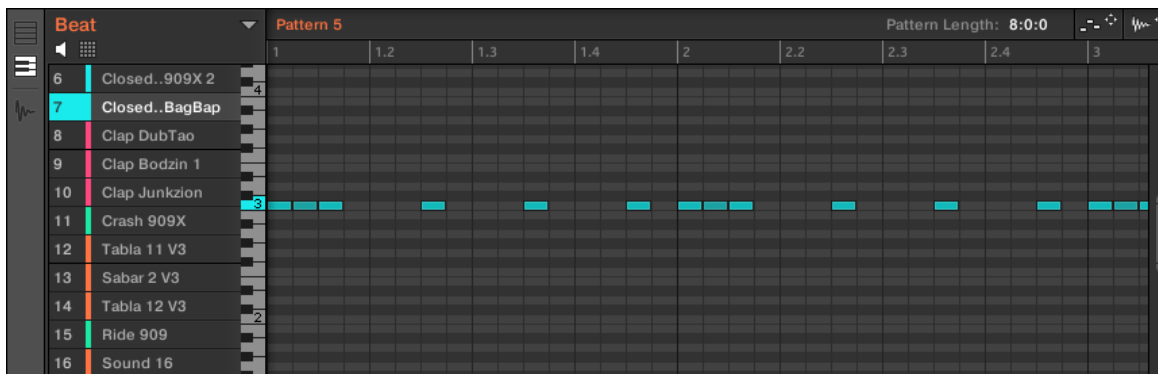 Beat
Pattern 5
Pattern Length: 8:0:0
1 1.2 1.3 1.4 2 2.2 2.3 2.4 3
6 Closed..909X 2
4
7 Closed..BagBap
8 Clap DubTao
9 Clap Bodzin 1
10 Clap Junkzion
3
11 Crash 909X
12 Tabla 11 V3
13 Sabar 2 V3
14 Tabla 12 V3
2
15 Ride 909
16 Sound 16